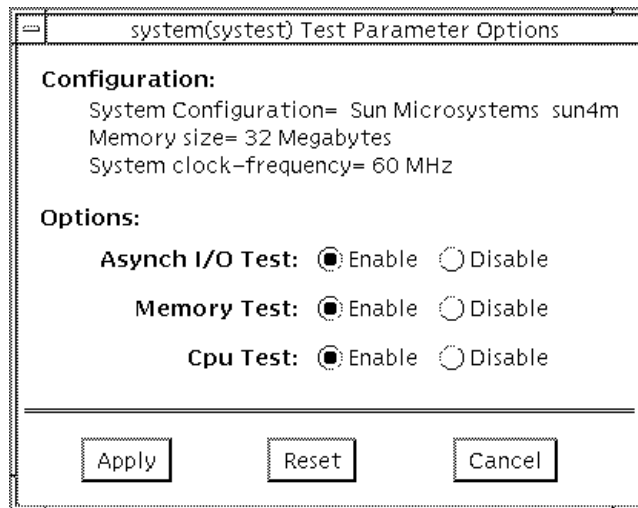 system(systest) Test Parameter Options
Configuration:
System Configuration= Sun Microsystems sun4m
Memory size= 32 Megabytes
System clock-frequency= 60 MHz
Options:
Asynch I/O Test: Enable Disable
Memory Test: Enable Disable
Cpu Test: Enable Disable
Apply Reset Cancel